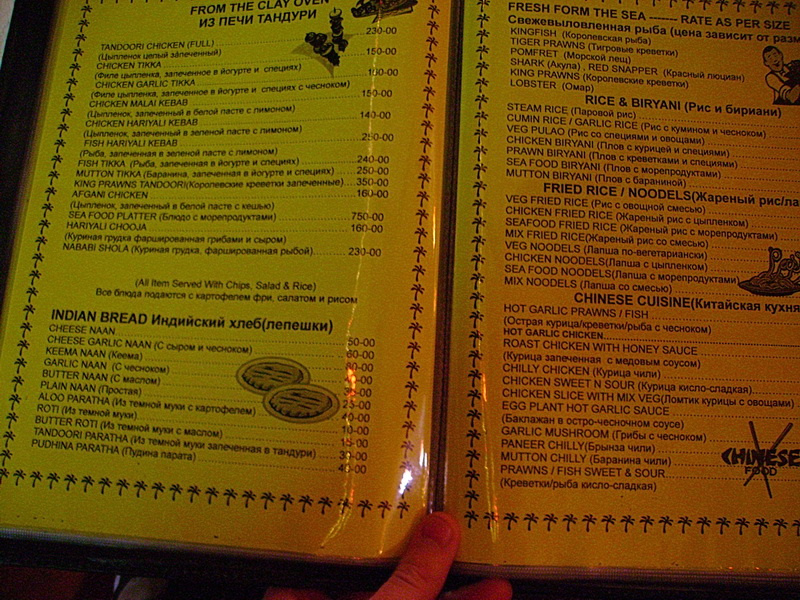 FROM THE CLAY OVEN
ИЗ ПЕЧИ ТАНДУРИ
TANDOORI CHICKEN (FULL) 230-00
(Цыпленок целый запеченный)
CHICKEN TIKKA 150-00
(Филе цыпленка, запеченное в йогурте и специях)
CHICKEN GARLIC TIKKA 160-00
(Филе цыпленка, запеченное в йогурте и специях с чесноком)
CHICKEN MALAI KEBAB 150-00
(Цыпленок, запеченный в белой пасте с лимоном)
CHICKEN HARIYALI KEBAB 140-00
(Цыпленок, запеченный в зеленой пасте с лимоном)
FISH HARIYALI KEBAB 250-00
(Рыба, запеченная в зеленой пасте с лимоном)
FISH TIKKA (Рыба, запеченная в йогурте и специях) 240-00
MUTTON TIKKA (Баранина, запеченная в йогурте и специях) 250-00
KING PRAWNS TANDOORI(Королевские креветки запеченные) 350-00
AFGANI CHICKEN 160-00
(Цыпленок, запеченный в белой пасте с кешью)
SEA FOOD PLATTER (Блюдо с морепродуктами) 750-00
HARIYALI CHOOJA 160-00
(Куриная грудка фаршированная грибами и сыром)
NABABI SHOLA (Куриная грудка, фаршированная рыбой) 230-00
(All Item Served With Chips, Salad & Rice)
Все блюда подаются с картофелем фри, салатом и рисом
INDIAN BREAD Индийский хлеб(лепешки)
CHEESE NAAN 50-00
CHEESE GARLIC NAAN (С сыром и чесноком) 60-00
KEEMA NAAN (Кеема)
GARLIC NAAN (С чесноком)
BUTTER NAAN (С маслом)
PLAIN NAAN (Простая) 25-00
ALOO PARATHA (Из темной муки с картофелем) 40-00
ROTI (Из темной муки) 10-00
BUTTER ROTI (Из темной муки с маслом) 15-00
TANDOORI PARATHA (Из темной муки запеченная в тандури) 30-00
PUDHINA PARATHA (Пудина парата) 40-00
FRESH FORM THE SEA ------- RATE AS PER SIZE
Свежевыловленная рыба (цена зависит от разм
KINGFISH (Королевская рыба)
TIGER PRAWNS (Тигровые креветки)
POMFRET (Морской лещ)
SHARK (Акула) , RED SNAPPER (Красный люциан)
KING PRAWNS (Королевские креветки)
LOBSTER (Омар)
RICE & BIRYANI (Рис и бириани)
STEAM RICE (Паровой рис)
CUMIN RICE / GARLIC RICE (Рис с кумином и чесноком)
VEG PULAO (Рис со специями и овощами)
CHICKEN BIRYANI (Плов с курицей и специями)
PRAWN BIRYANI (Плов с креветками и специями)
SEA FOOD BIRYANI (Плов с морепродуктами)
MUTTON BIRYANI (Плов с бараниной)
FRIED RICE / NOODELS(Жареный рис/ла
VEG FRIED RICE (Рис с овощной смесью)
CHICKEN FRIED RICE (Жареный рис с цыпленком)
SEAFOOD FRIED RICE (Жареный рис с морепродуктами)
MIX FRIED RICE(Жареный рис со смесью)
VEG NOODELS (Лапша по-вегетариански)
CHICKEN NOODELS(Лапша с цыпленком)
SEA FOOD NOODELS(Лапша с морепродуктами)
MIX NOODELS (Лапша со смесью)
CHINESE CUISINE(Китайская кухня
HOT GARLIC PRAWNS / FISH
(Острая курица/креветки/рыба с чесноком)
HOT GARLIC CHICKEN
ROAST CHICKEN WITH HONEY SAUCE
(Курица запеченная с медовым соусом)
CHILLY CHICKEN (Курица чили)
CHICKEN SWEET N SOUR (Курица кисло-сладкая)
CHICKEN SLICE WITH MIX VEG(Ломтик курицы с овощами)
EGG PLANT HOT GARLIC SAUCE
(Баклажан в остро-чесночном соусе)
GARLIC MUSHROOM (Грибы с чесноком)
PANEER CHILLY(Брынза чили)
MUTTON CHILLY (Баранина чили)
PRAWNS / FISH SWEET & SOUR
(Креветки/рыба кисло-сладкая)
CHINESE
FOOD